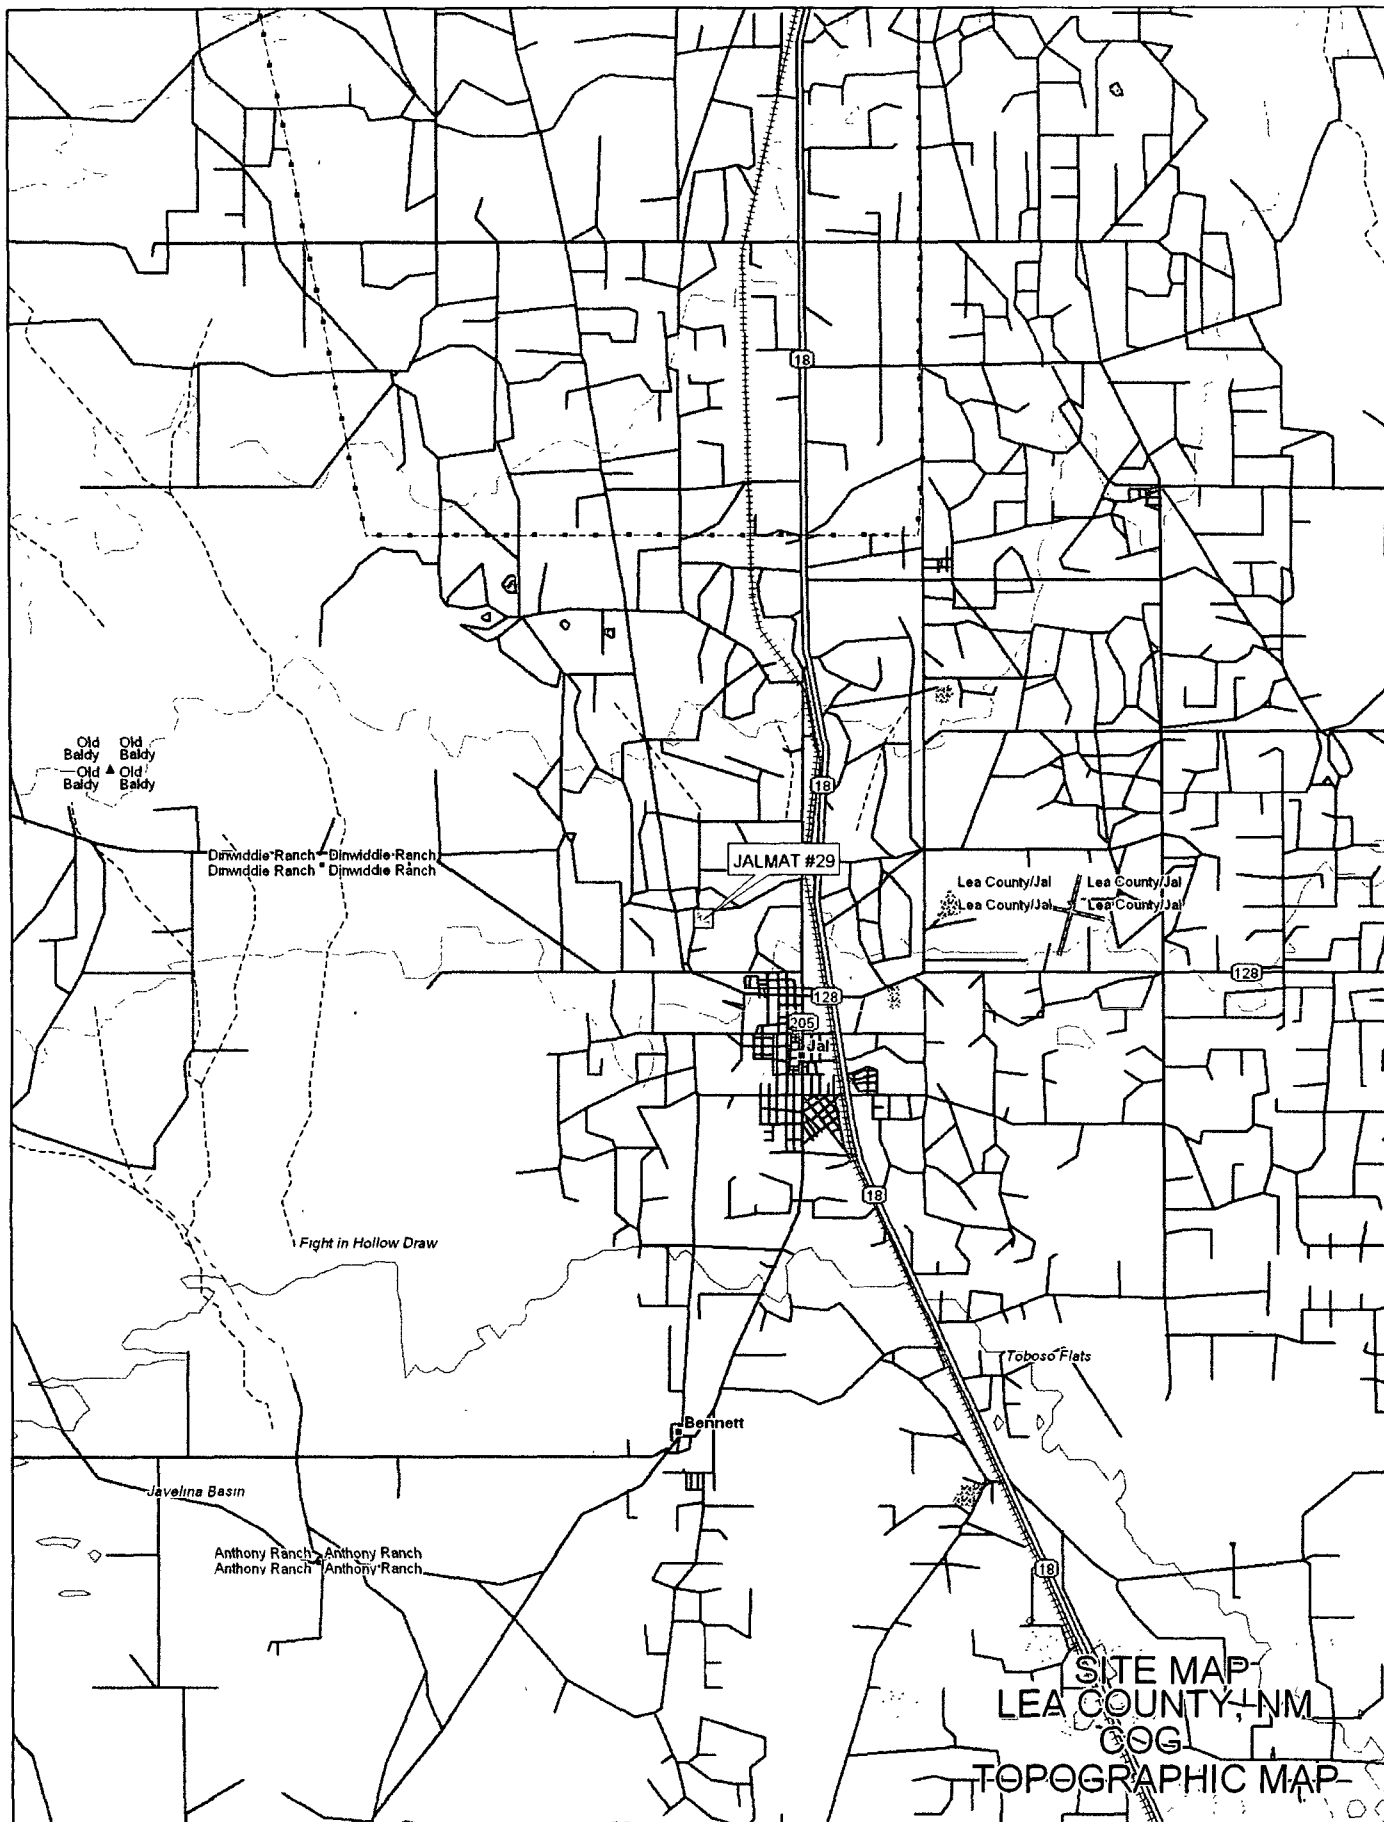 18
Old Old
Baldy Baldy
Old Old
Baldy Baldy
18
Dinwiddie Ranch Dinwiddie Ranch
Dinwiddie Ranch Dinwiddie Ranch
JALMAT #29
Lea County/Jal Lea County/Jal
Lea County/Jal Lea County/Jal
128
128
205
Jal
18
Fight in Hollow Draw
Toboso Flats
Bennett
Javelina Basin
Anthony Ranch Anthony Ranch
Anthony Ranch Anthony Ranch
18
SITE MAP
LEA COUNTY, NM
COG
TOPOGRAPHIC MAP